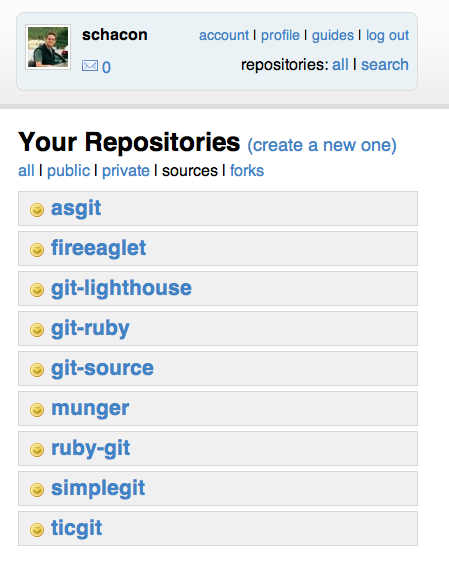 schacon account | profile | guides | log out
0 repositories: all | search
Your Repositories (create a new one)
all | public | private | sources | forks
asgit
fireeaglet
git-lighthouse
git-ruby
git-source
munger
ruby-git
simplegit
ticgit